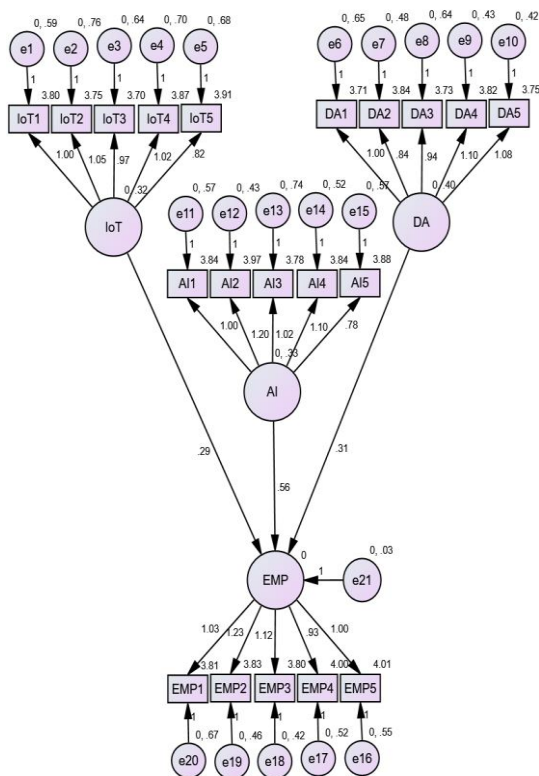 0, .59 0, .76 0, .64 0, .70 0, .68
e1 e2 e3 e4 e5
1 1 1 1 1
3.80 3.75 3.70 3.87 3.91
IoT1 IoT2 IoT3 IoT4 IoT5
1.00 1.05 .97 1.02 .82
0, .32
IoT
0, .65 0, .48 0, .64 0, .43 0, .42
e6 e7 e8 e9 e10
1 1 1 1 1
3.71 3.84 3.73 3.82 3.75
DA1 DA2 DA3 DA4 DA5
1.00 .84 .94 1.10 1.08
0, .40
DA
0, .57 0, .43 0, .74 0, .52 0, .57
e11 e12 e13 e14 e15
1 1 1 1 1
3.84 3.97 3.78 3.84 3.88
AI1 AI2 AI3 AI4 AI5
1.00 1.20 1.02 1.10 .78
0, .33
AI
.29 .56 .31
0
EMP
1
0, .03
e21
1.03 1.23 1.12 .93 1.00
3.81 3.83 3.80 4.00 4.01
EMP1 EMP2 EMP3 EMP4 EMP5
1 1 1 1 1
0, .67 0, .46 0, .42 0, .52 0, .55
e20 e19 e18 e17 e16